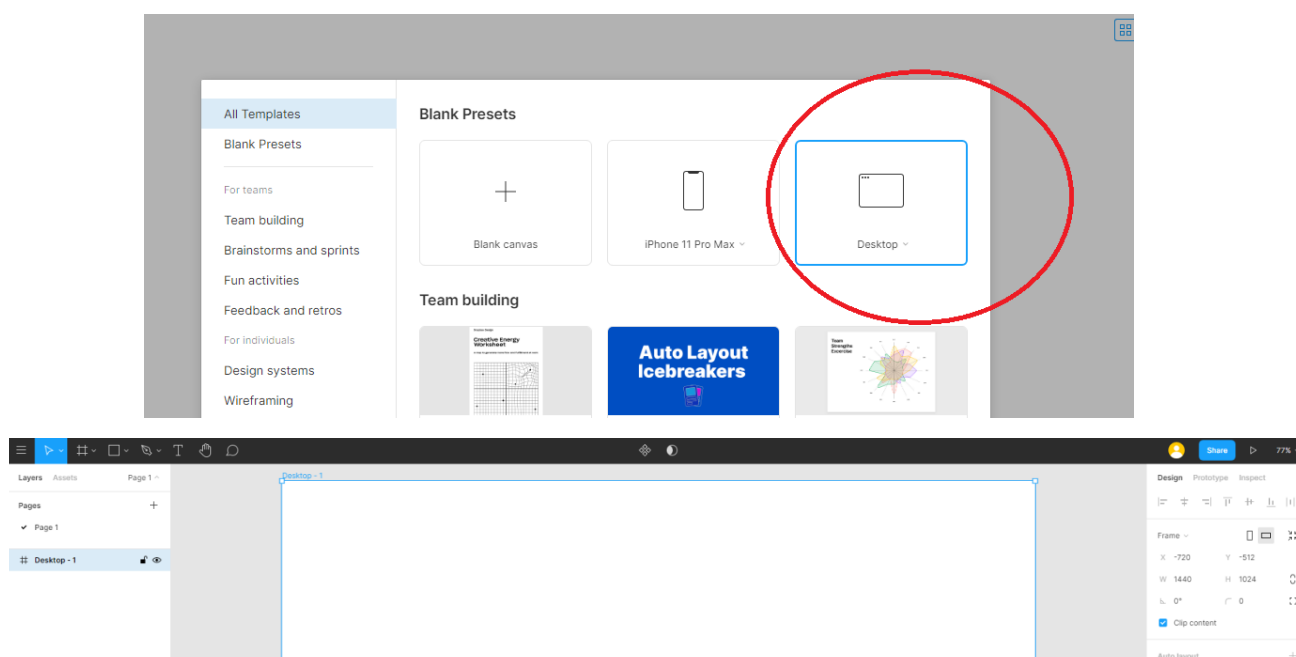 All Templates
Blank Presets
For teams
Team building
Brainstorms and sprints
Fun activities
Feedback and retros
For individuals
Design systems
Wireframing
Blank Presets
Blank canvas
iPhone 11 Pro Max
Desktop
Team building
Creative Energy
Worksheet
Auto Layout
Icebreakers
Team
Strengths
Excercise
Share
77%
Layers Assets Page 1
Pages
Page 1
Desktop - 1
Desktop - 1
Design Prototype Inspect
Frame
X -720 Y -512
W 1440 H 1024
0° 0
Clip content
Auto layout